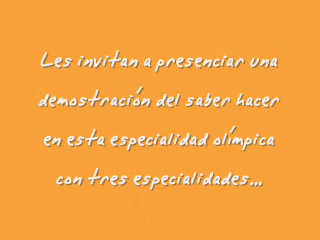 Les invitan a presenciar una
demostración del saber hacer
en esta especialidad olímpica
con tres especialidades...